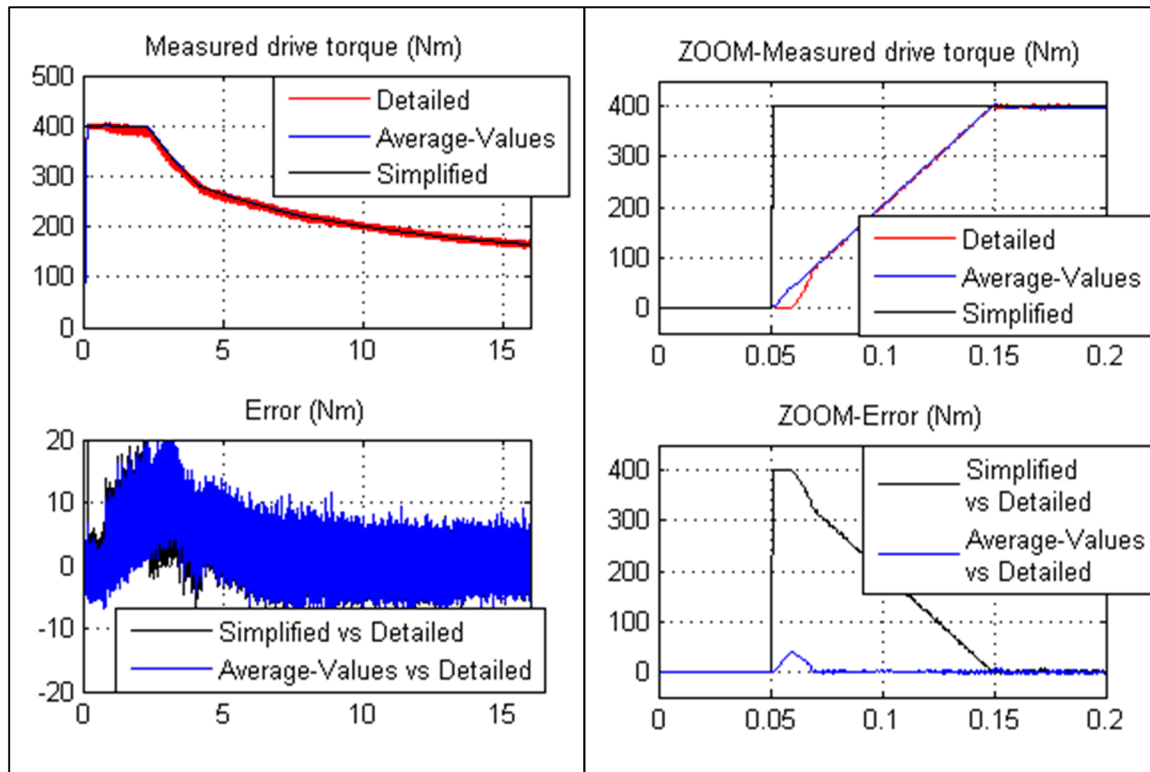 Measured drive torque (Nm)
500
400
300
200
100
0
0 5 10 15
Detailed
Average-Values
Simplified
ZOOM-Measured drive torque (Nm)
400
300
200
100
0
0 0.05 0.1 0.15 0.2
Detailed
Average-Values
Simplified
Error (Nm)
20
10
0
-10
-20
0 5 10 15
Simplified vs Detailed
Average-Values vs Detailed
ZOOM-Error (Nm)
400
300
400
100
0
0 0.05 0.1 0.15 0.2
Simplified
vs Detailed
Average-Values
vs Detailed